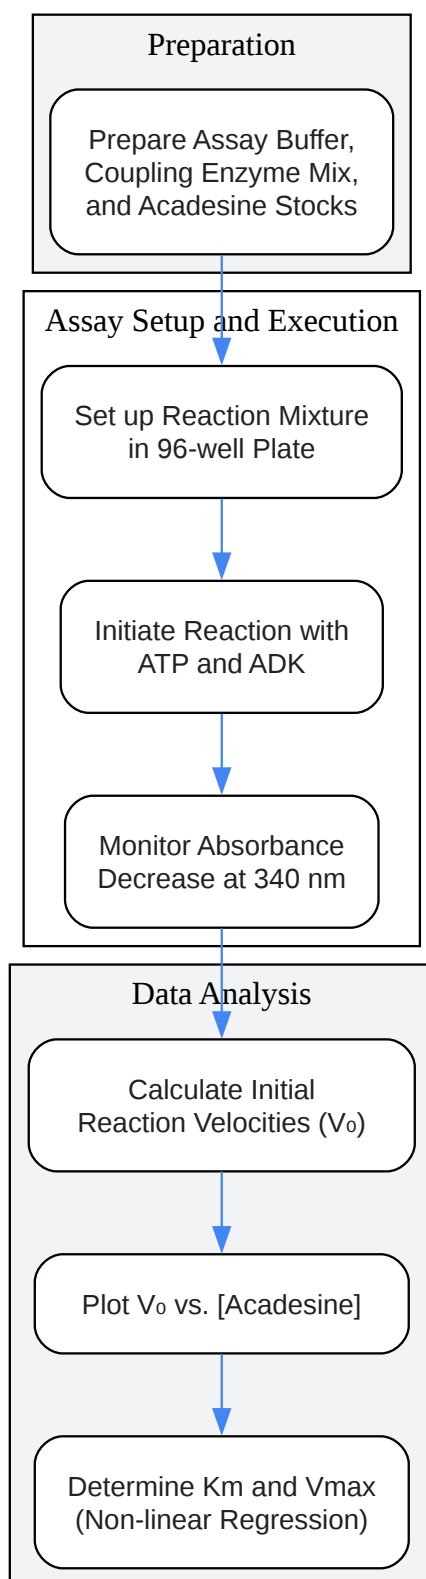 Preparation
Prepare Assay Buffer,
Coupling Enzyme Mix,
and Acadesine Stocks
Assay Setup and Execution
Set up Reaction Mixture
in 96-well Plate
Initiate Reaction with
ATP and ADK
Monitor Absorbance
Decrease at 340 nm
Data Analysis
Calculate Initial
Reaction Velocities (V₀)
Plot V₀ vs. [Acadesine]
Determine Km and Vmax
(Non-linear Regression)